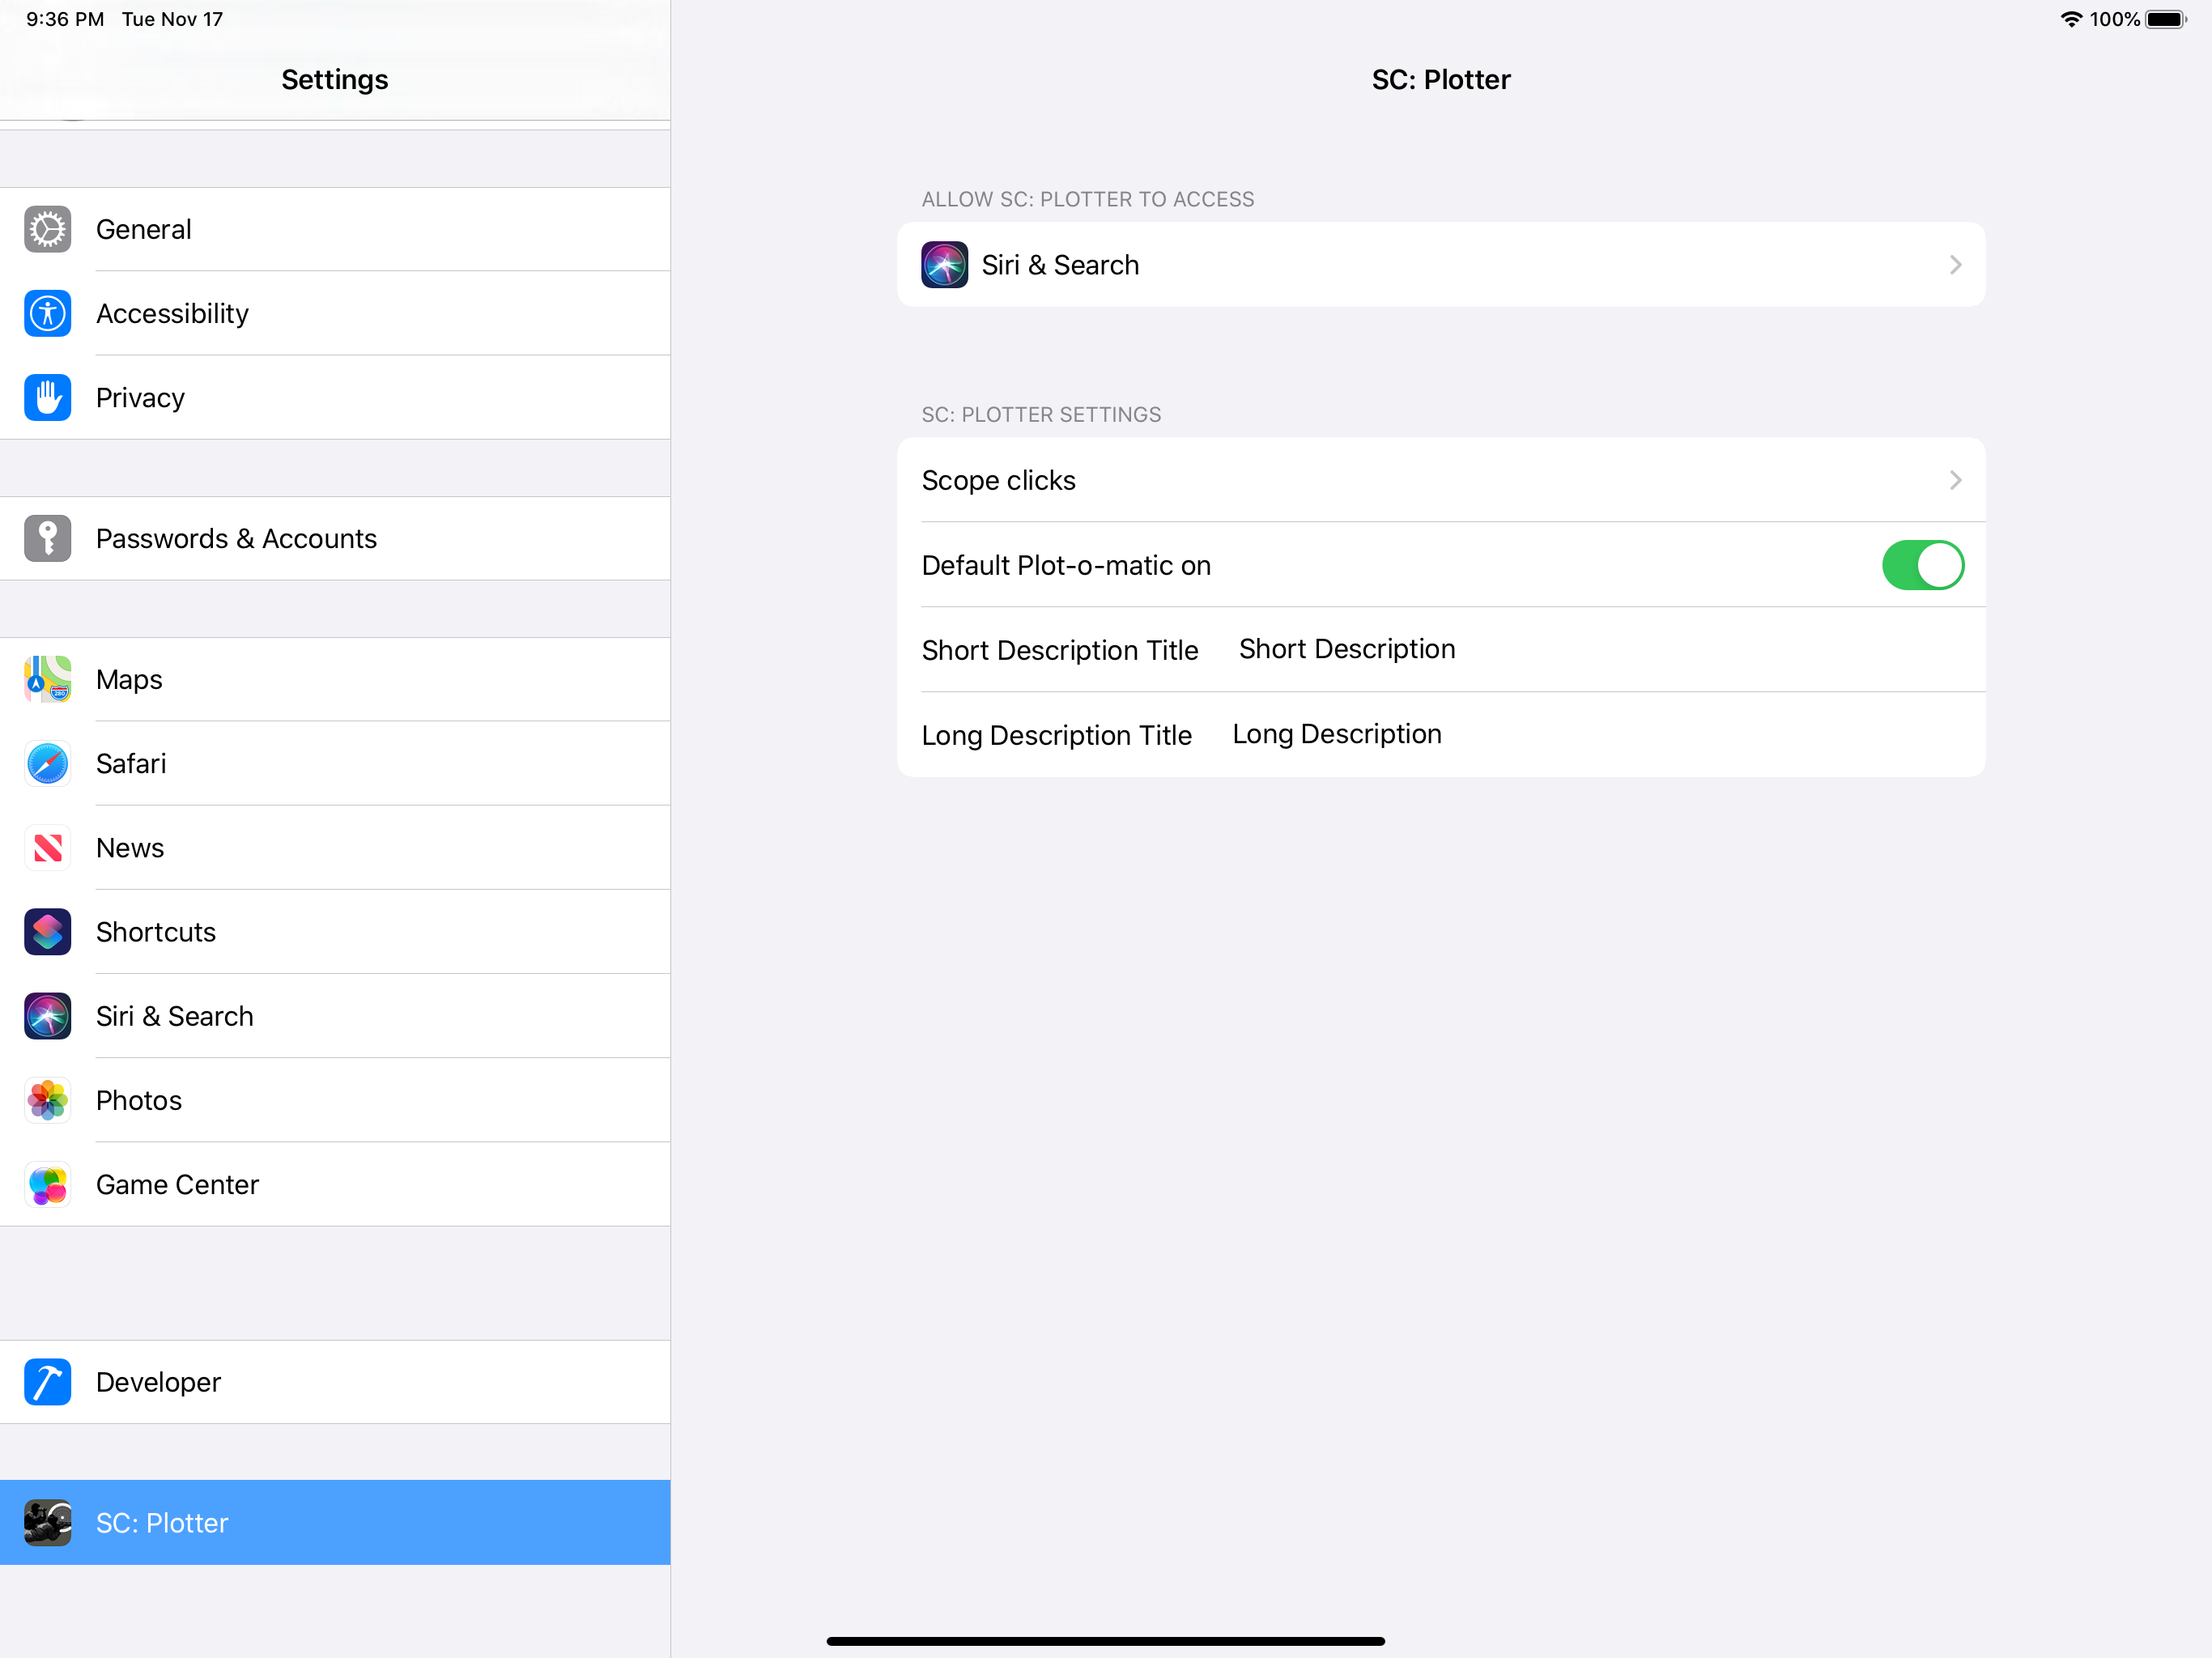 9:36 PM Tue Nov 17
100%
Settings
General
Accessibility
Privacy
Passwords & Accounts
Maps
Safari
News
Shortcuts
Siri & Search
Photos
Game Center
Developer
SC: Plotter
SC: Plotter
ALLOW SC: PLOTTER TO ACCESS
Siri & Search
SC: PLOTTER SETTINGS
Scope clicks
Default Plot-o-matic on
Short Description Title Short Description
Long Description Title Long Description